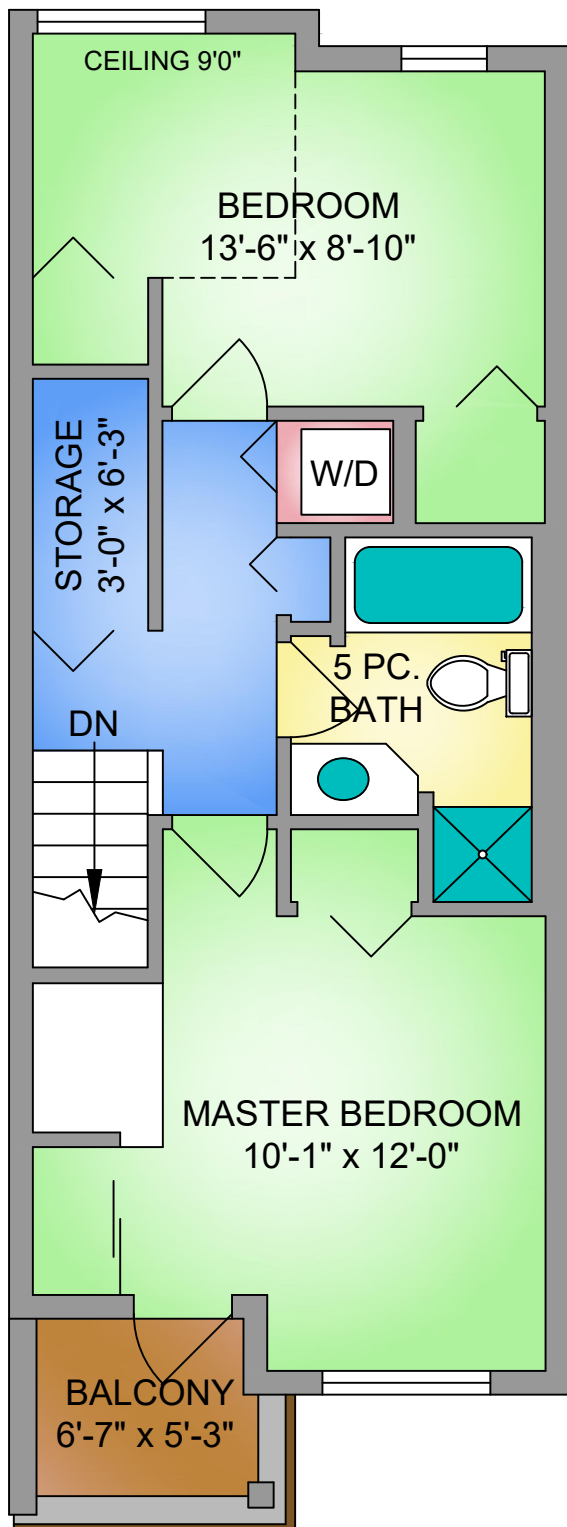 CEILING 9'0"
BEDROOM
13'-6" x 8'-10"
STORAGE
3'-0" x 6'-3"
W/D
5 PC.
BATH
DN
MASTER BEDROOM
10'-1" x 12'-0"
BALCONY
6'-7" x 5'-3"